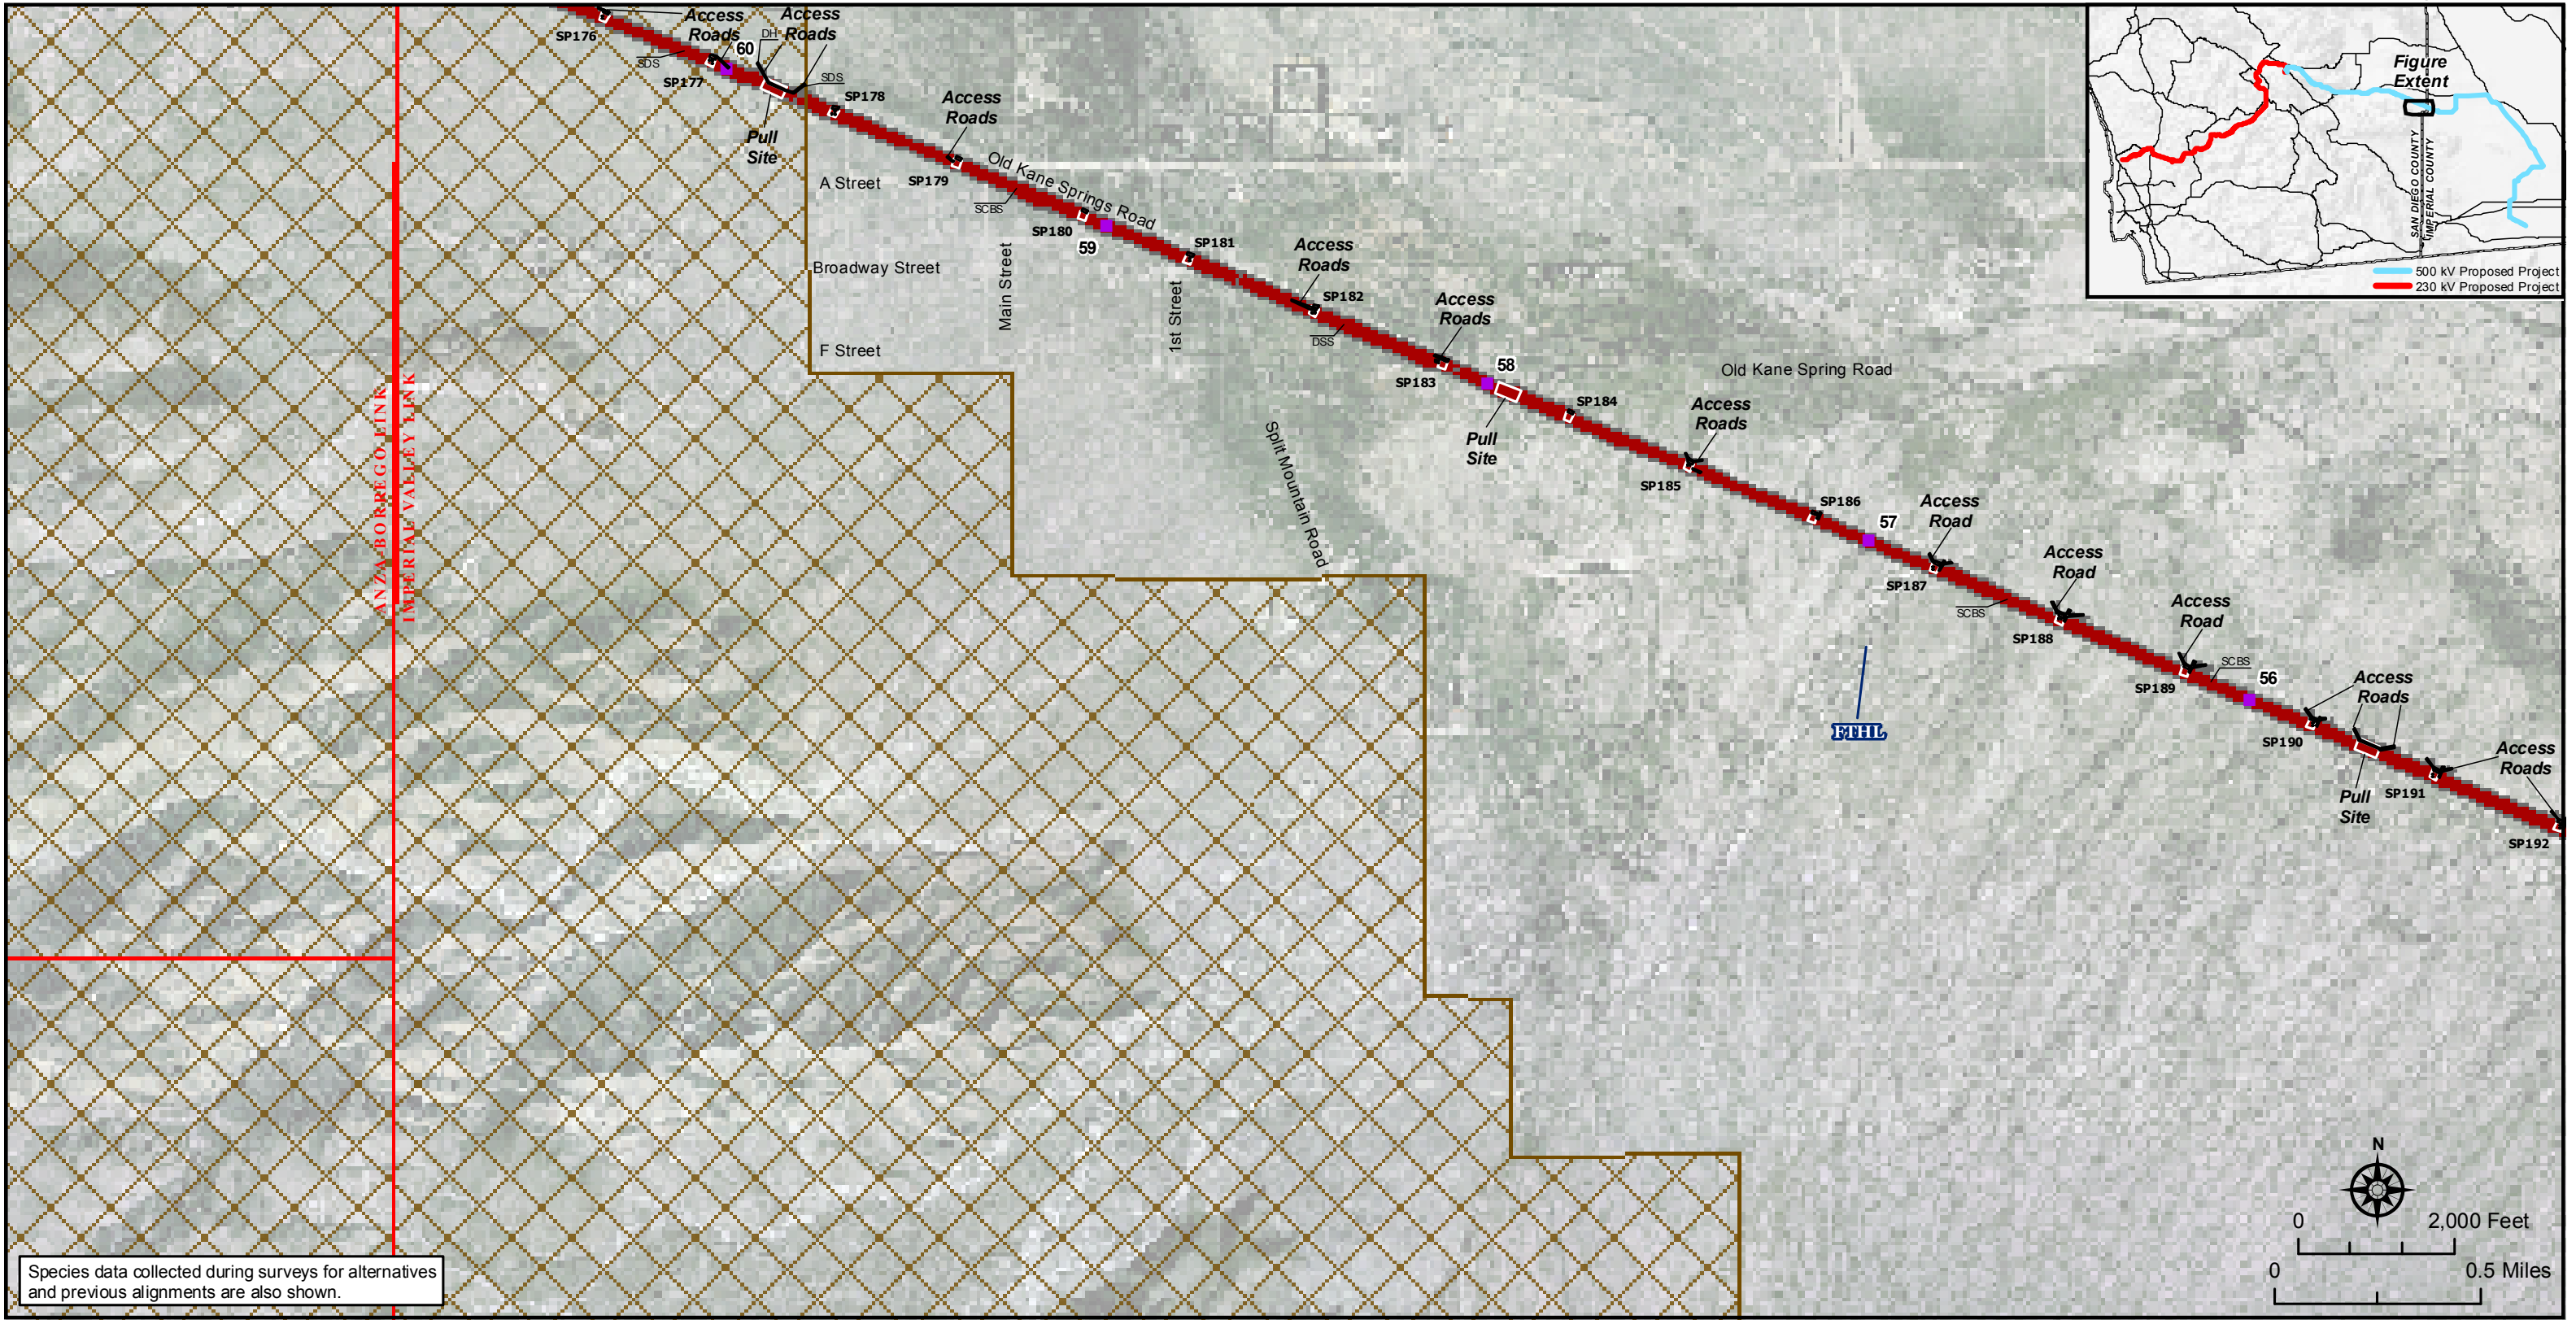 SP176
Access
Roads
SDS
SP177
60
DH
Access
Roads
SDS
Pull
Site
SP178
Access
Roads
SP179
Old Kane Springs Road
A Street
SCBS
SP180
59
Broadway Street
Main Street
SP181
1st Street
F Street
Access
Roads
SP182
DSS
Access
Roads
SP183
58
Pull
Site
SP184
Split Mountain Road
Old Kane Spring Road
Access
Roads
SP185
SP186
57
Access
Road
SP187
SCBS
Access
Road
SP188
Access
Road
SP189
SCBS
56
Access
Roads
SP190
Pull
Site
SP191
Access
Roads
SP192
FTHL
ANZA BORREGO LINK
IMPERIAL VALLEY LINK
Figure
Extent
SAN DIEGO COUNTY
IMPERIAL COUNTY
500 kV Proposed Project
230 kV Proposed Project
N
0 2,000 Feet
0 0.5 Miles
Species data collected during surveys for alternatives
and previous alignments are also shown.